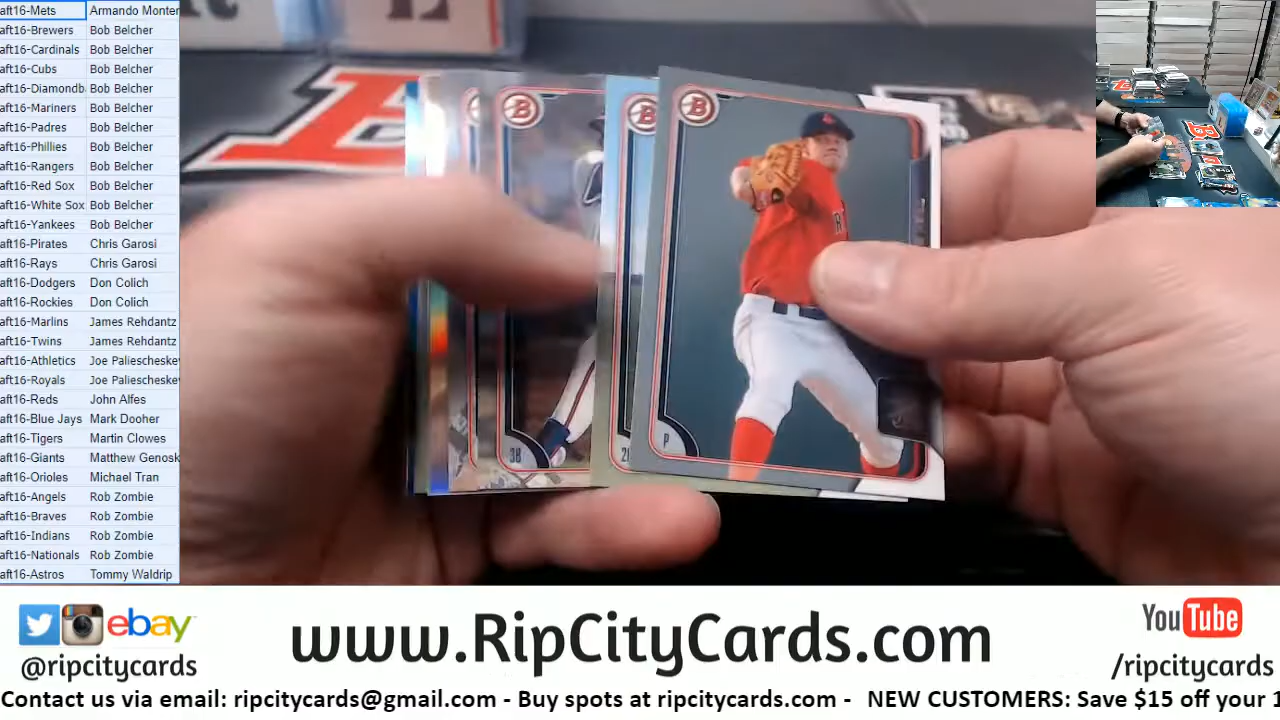 aft16-Mets Armando Monter
aft16-Brewers Bob Belcher
aft16-Cardinals Bob Belcher
aft16-Cubs Bob Belcher
aft16-Diamondb Bob Belcher
aft16-Mariners Bob Belcher
aft16-Padres Bob Belcher
aft16-Phillies Bob Belcher
aft16-Rangers Bob Belcher
aft16-Red Sox Bob Belcher
aft16-White Sox Bob Belcher
aft16-Yankees Bob Belcher
aft16-Pirates Chris Garosi
aft16-Rays Chris Garosi
aft16-Dodgers Don Colich
aft16-Rockies Don Colich
aft16-Marlins James Rehdantz
aft16-Twins James Rehdantz
aft16-Athletics Joe Paliescheskey
aft16-Royals Joe Paliescheskey
aft16-Reds John Alfes
aft16-Blue Jays Mark Dooher
aft16-Tigers Martin Clowes
aft16-Giants Matthew Genosk
aft16-Orioles Michael Tran
aft16-Angels Rob Zombie
aft16-Braves Rob Zombie
aft16-Indians Rob Zombie
aft16-Nationals Rob Zombie
aft16-Astros Tommy Waldrip
B
B
B
3B
P
ebay
@ripcitycards
www.RipCityCards.com
YouTube
/ripcitycards
Contact us via email: ripcitycards@gmail.com - Buy spots at ripcitycards.com - NEW CUSTOMERS: Save $15 off your 1